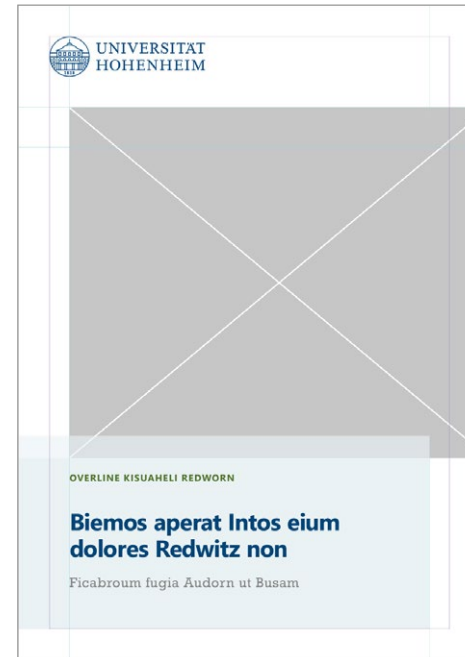 UNIVERSITÄT
HOHENHEIM
OVERLINE KISUAHELI REDWORN
Biemos aperat Intos eium
dolores Redwitz non
Ficabroum fugia Audorn ut Busam